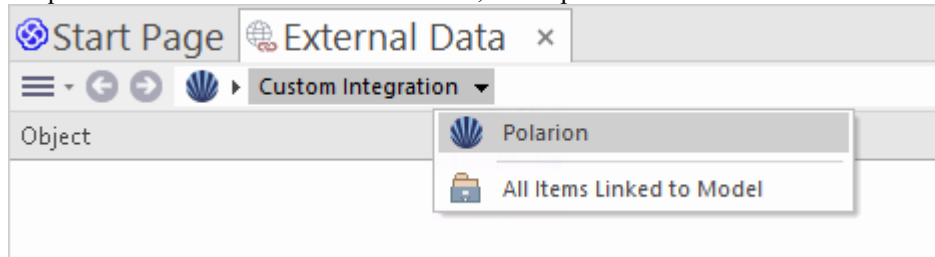 Start Page External Data ×
Custom Integration
Object
Polarion
All Items Linked to Model